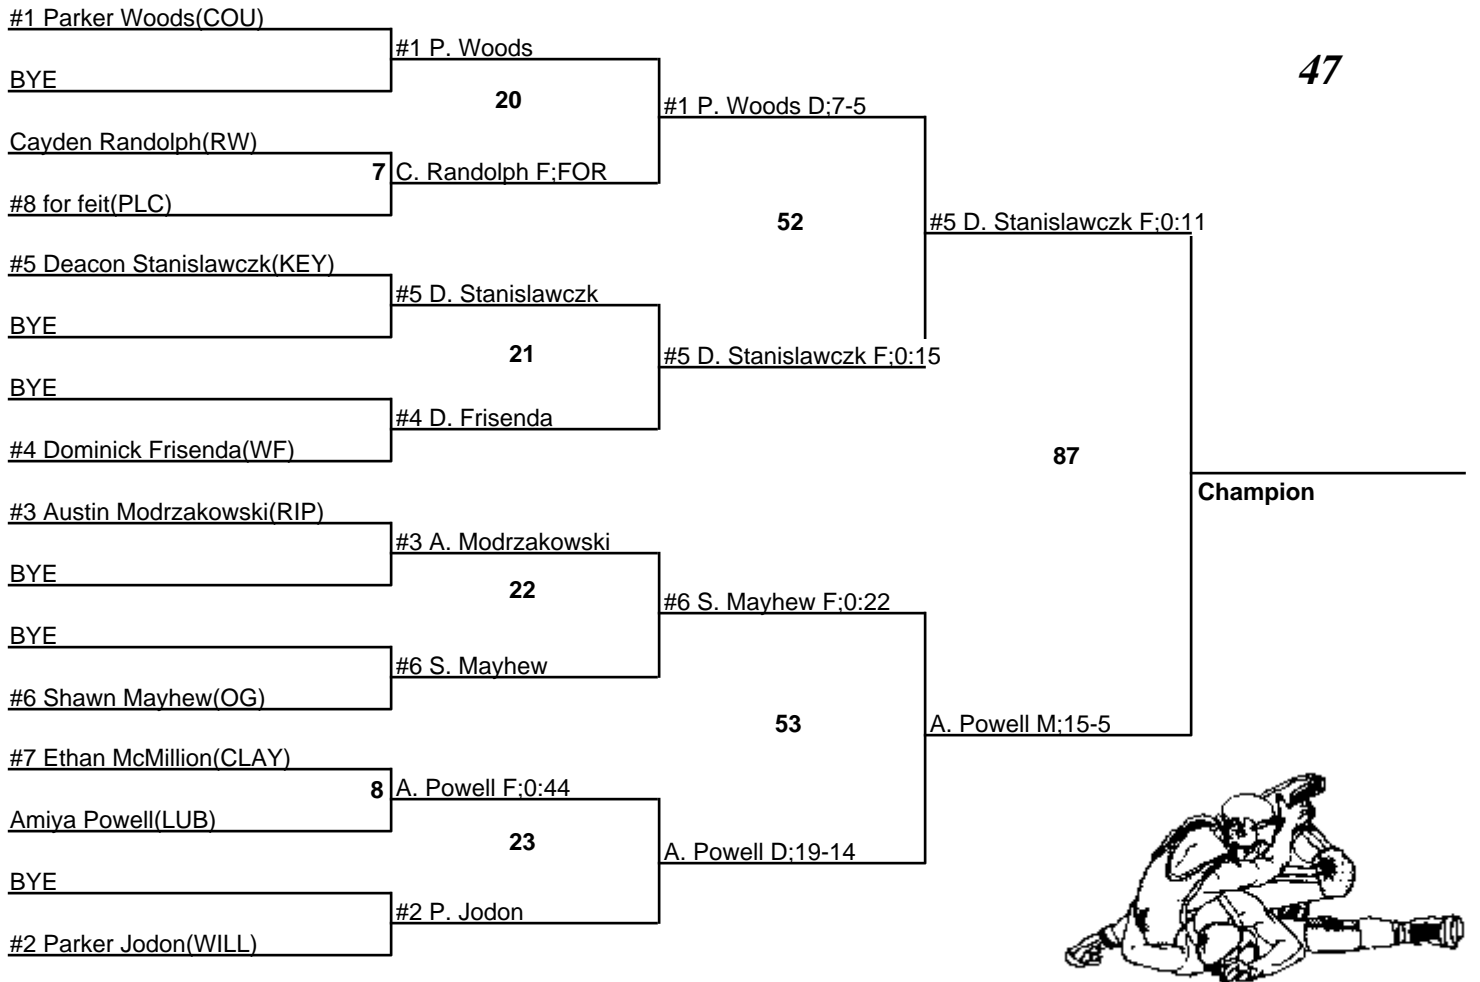 #1 Parker Woods(COU)
#1 P. Woods
47
BYE
20
#1 P. Woods D;7-5
Cayden Randolph(RW)
7
C. Randolph F;FOR
#8 for feit(PLC)
52
#5 D. Stanislawczk F;0:11
#5 Deacon Stanislawczk(KEY)
#5 D. Stanislawczk
BYE
21
#5 D. Stanislawczk F;0:15
BYE
#4 D. Frisenda
#4 Dominick Frisenda(WF)
87
Champion
#3 Austin Modrzakowski(RIP)
#3 A. Modrzakowski
BYE
22
#6 S. Mayhew F;0:22
BYE
#6 S. Mayhew
#6 Shawn Mayhew(OG)
53
A. Powell M;15-5
#7 Ethan McMillion(CLAY)
8
A. Powell F;0:44
Amiya Powell(LUB)
23
A. Powell D;19-14
BYE
#2 P. Jodon
#2 Parker Jodon(WILL)